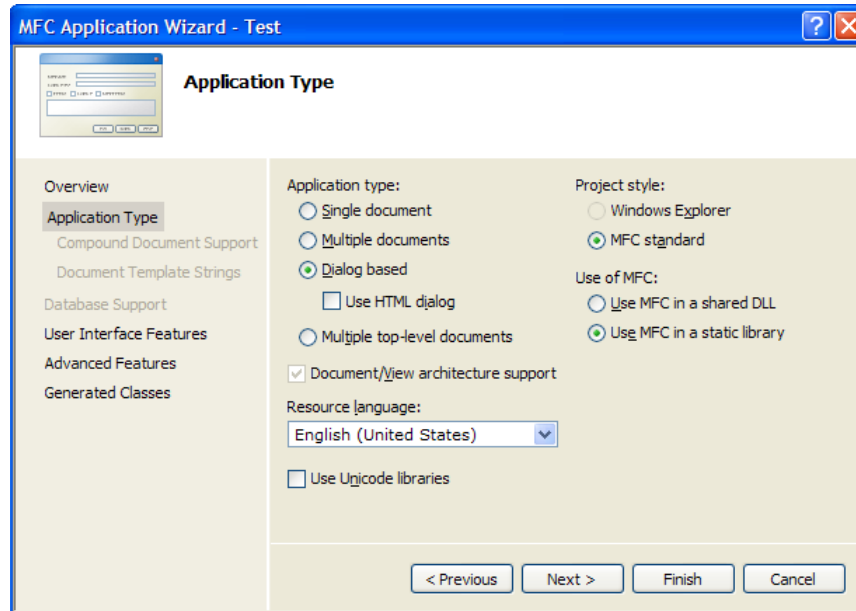 MFC Application Wizard - Test
Application Type
Overview
Application Type
Compound Document Support
Document Template Strings
Database Support
User Interface Features
Advanced Features
Generated Classes
Application type:
Single document
Multiple documents
Dialog based
Use HTML dialog
Multiple top-level documents
Document/View architecture support
Resource language:
English (United States)
Use Unicode libraries
Project style:
Windows Explorer
MFC standard
Use of MFC:
Use MFC in a shared DLL
Use MFC in a static library
< Previous
Next >
Finish
Cancel